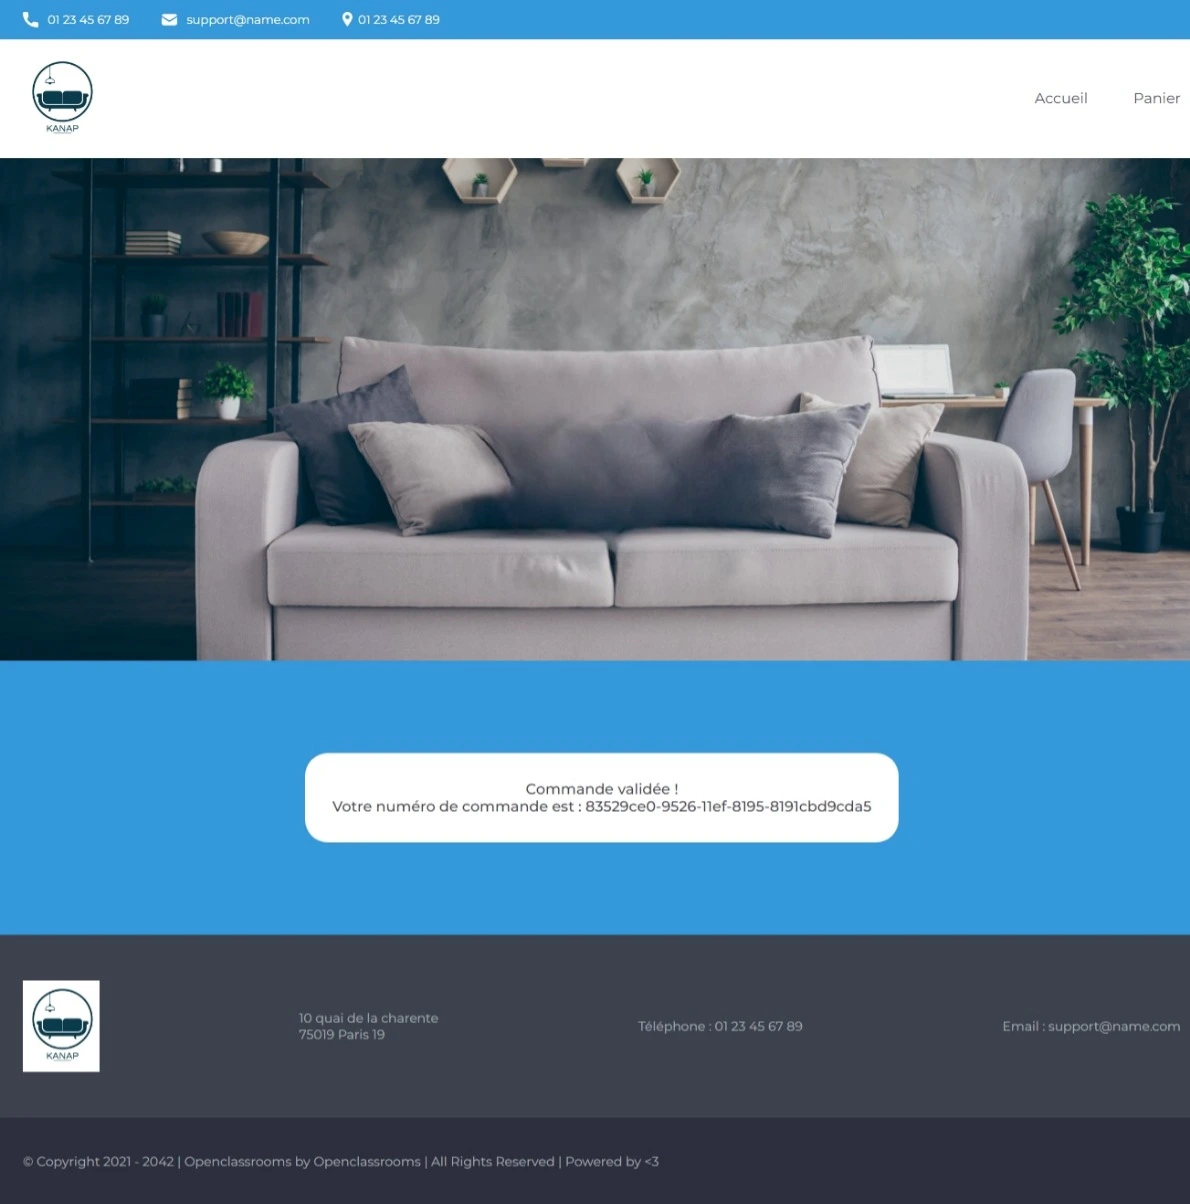 01 23 45 67 89 support@name.com 01 23 45 67 89
KANAP
Accueil Panier
Commande validée !
Votre numéro de commande est : 83529ce0-9526-11ef-8195-8191cbd9cda5
KANAP
10 quai de la charente
75019 Paris 19
Téléphone : 01 23 45 67 89
Email : support@name.com
© Copyright 2021 - 2042 | Openclassrooms by Openclassrooms | All Rights Reserved | Powered by <3